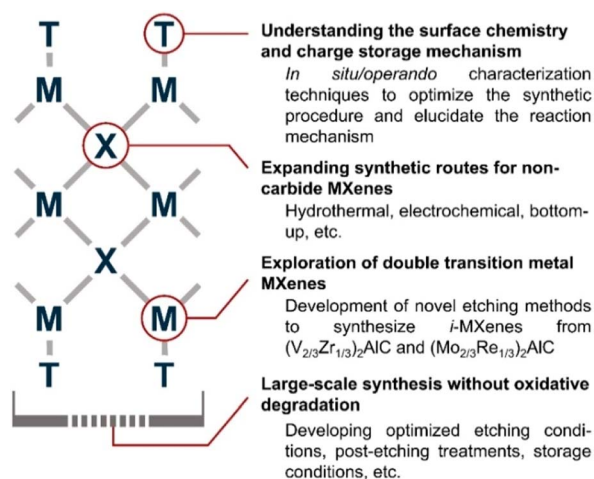 T T
M M
X
M M
X
M M
T T
Understanding the surface chemistry
and charge storage mechanism
In situ/operando characterization
techniques to optimize the synthetic
procedure and elucidate the reaction
mechanism
Expanding synthetic routes for non-
carbide MXenes
Hydrothermal, electrochemical, bottom-
up, etc.
Exploration of double transition metal
MXenes
Development of novel etching methods
to synthesize i-MXenes from
(V2/3Zr1/3)2AlC and (Mo2/3Re1/3)2AlC
Large-scale synthesis without oxidative
degradation
Developing optimized etching condi-
tions, post-etching treatments, storage
conditions, etc.